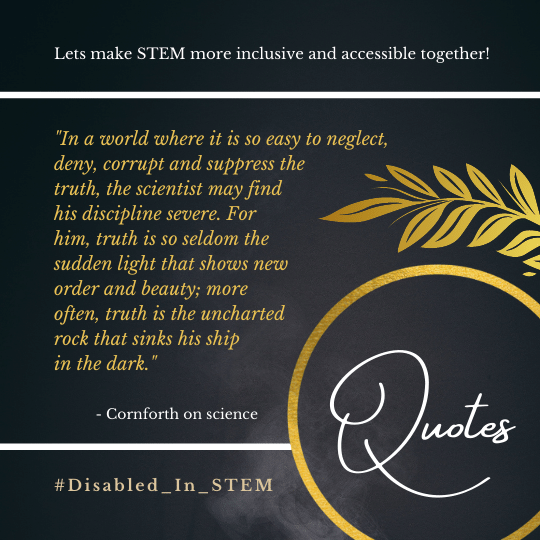 Lets make STEM more inclusive and accessible together!
"In a world where it is so easy to neglect,
deny, corrupt and suppress the
truth, the scientist may find
his discipline severe. For
him, truth is so seldom the
sudden light that shows new
order and beauty; more
often, truth is the uncharted
rock that sinks his ship
in the dark."
- Cornforth on science
Quotes
#Disabled_In_STEM